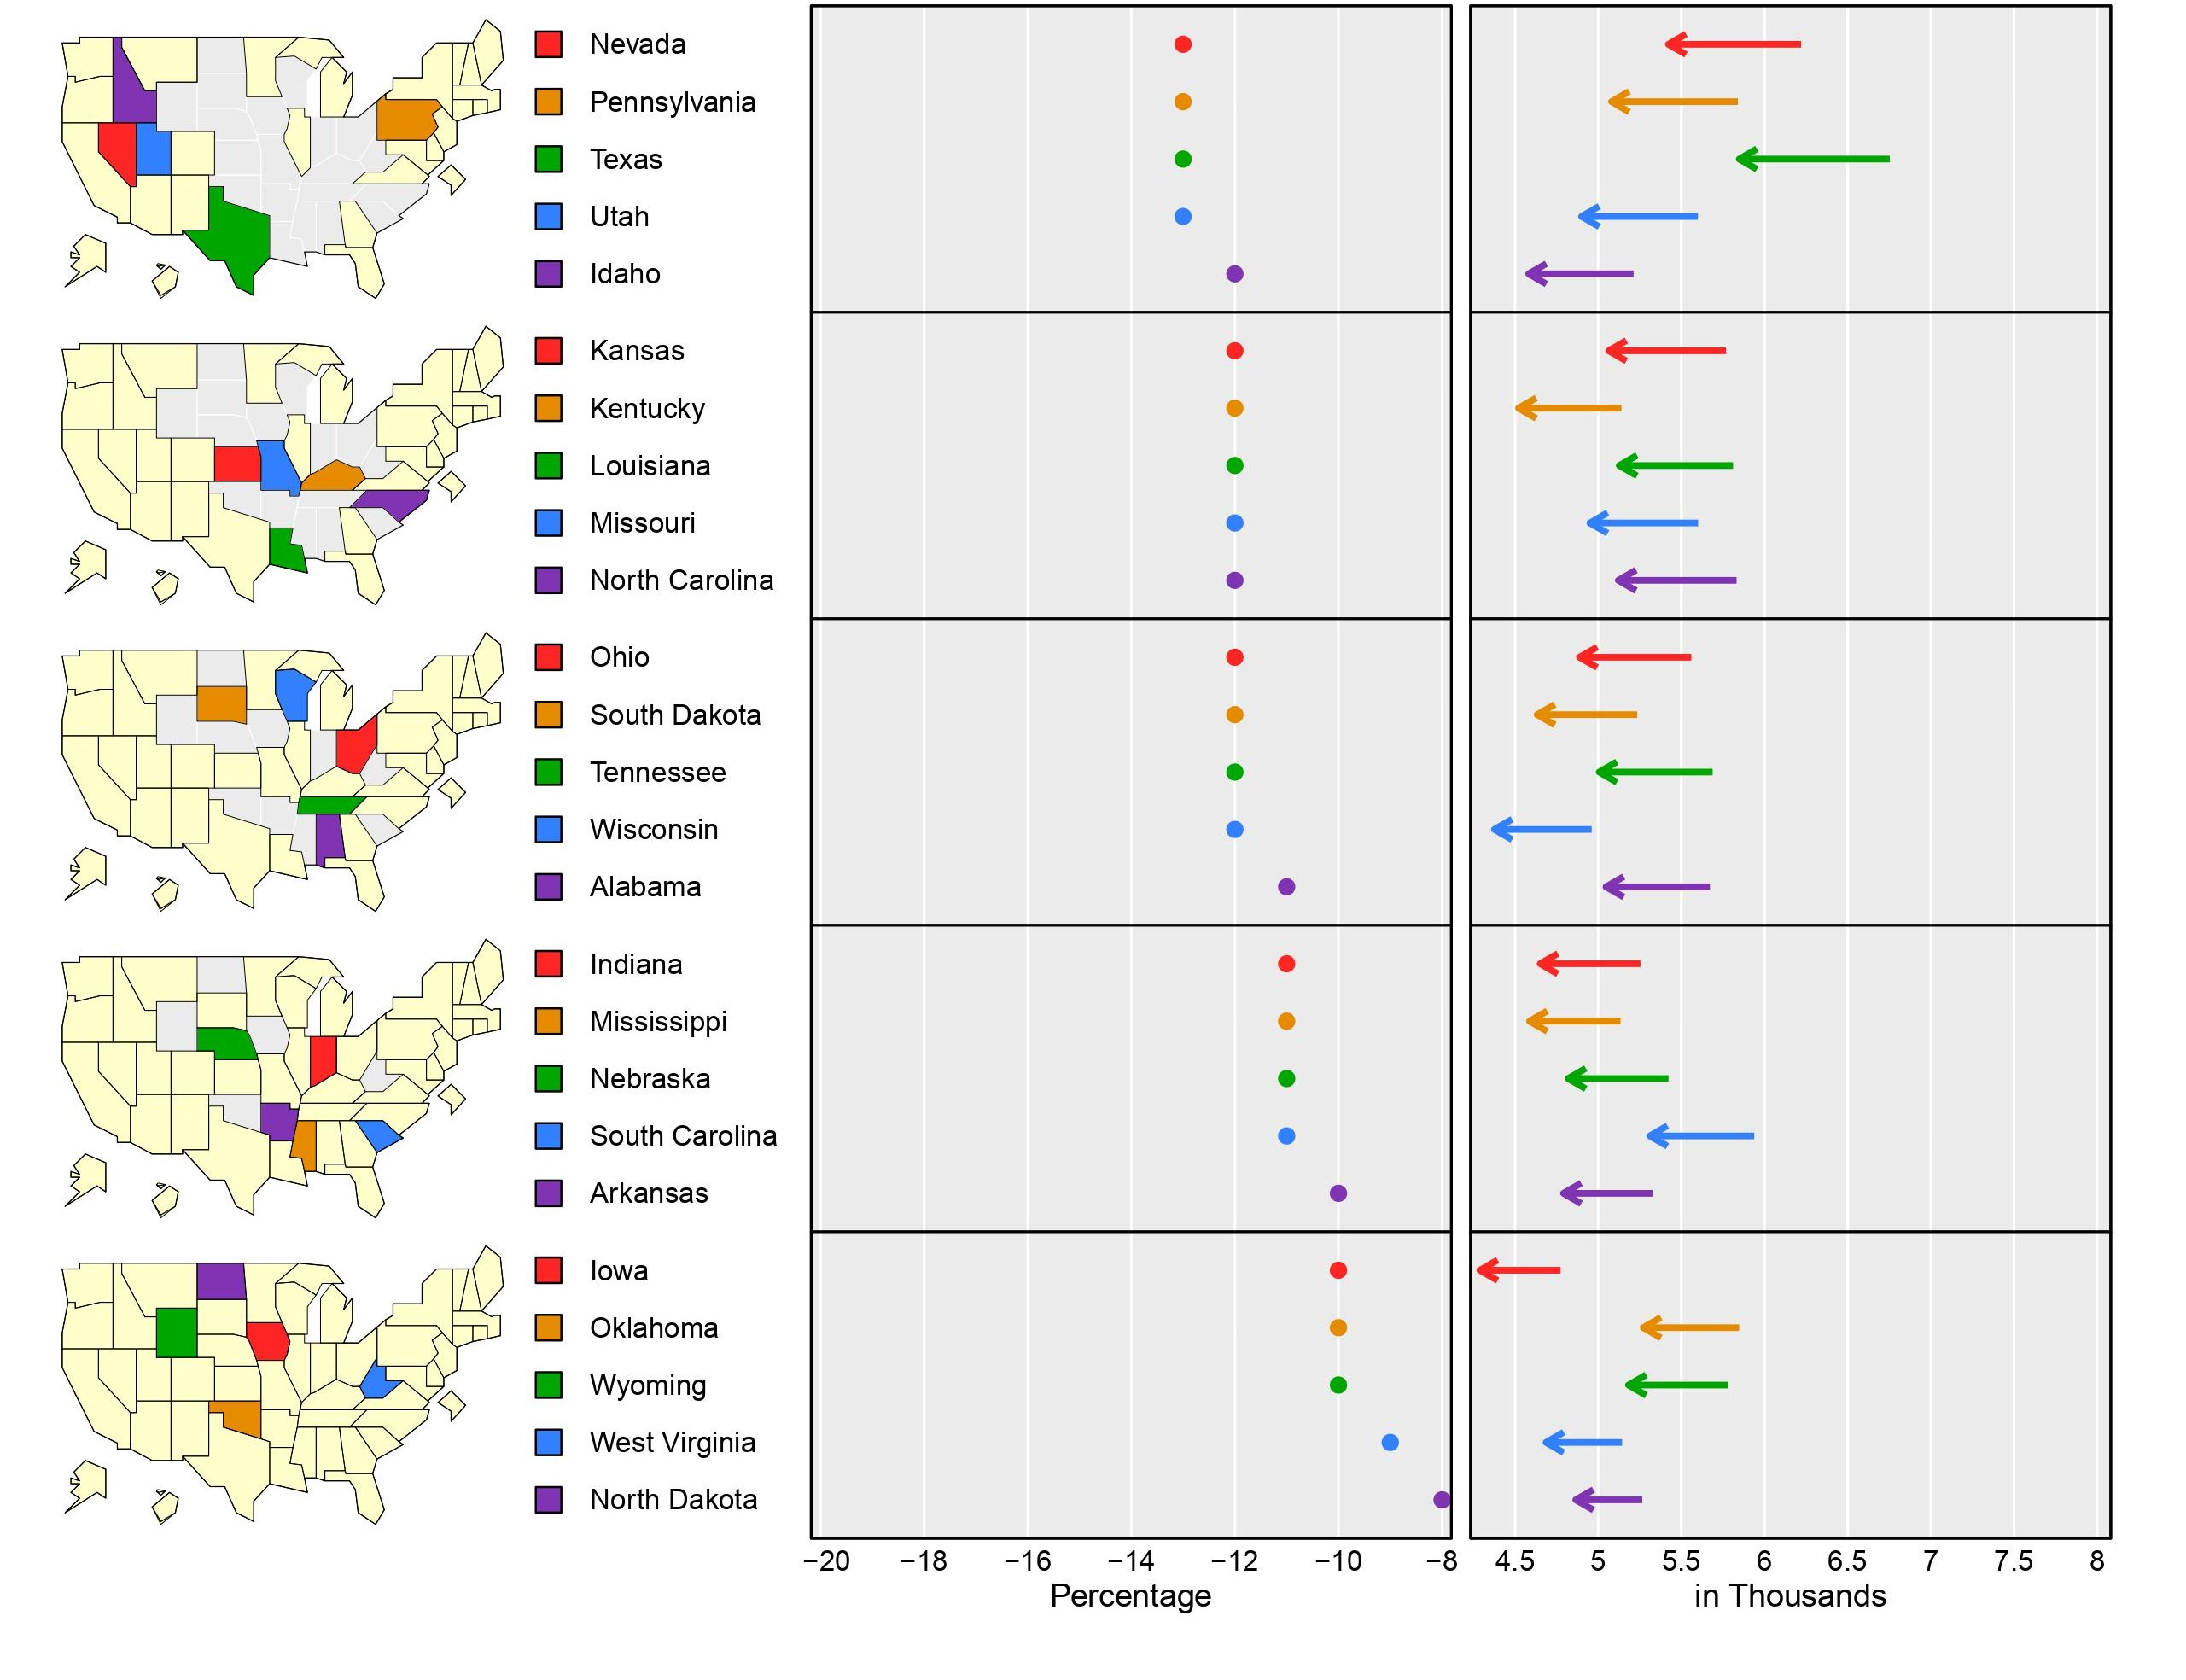 Nevada
Pennsylvania
Texas
Utah
Idaho
Kansas
Kentucky
Louisiana
Missouri
North Carolina
Ohio
South Dakota
Tennessee
Wisconsin
Alabama
Indiana
Mississippi
Nebraska
South Carolina
Arkansas
Iowa
Oklahoma
Wyoming
West Virginia
North Dakota
−20 −18 −16 −14 −12 −10 −8 4.5 5 5.5 6 6.5 7 7.5 8
Percentage in Thousands